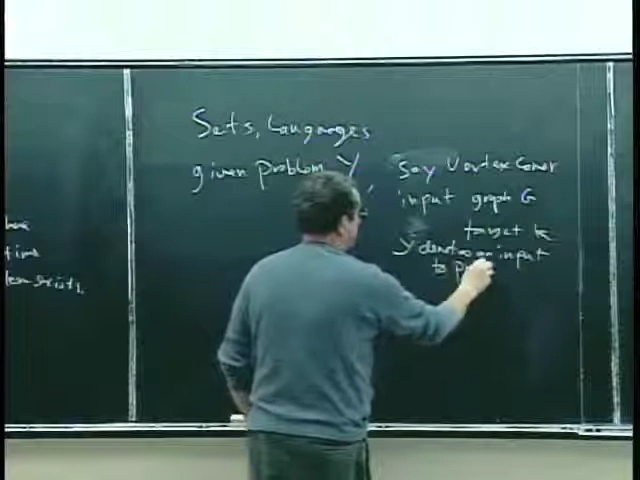 Sets, Languages
given problem Y,
Say Vertex Cover
input graph G
target k
y denotes an input
to